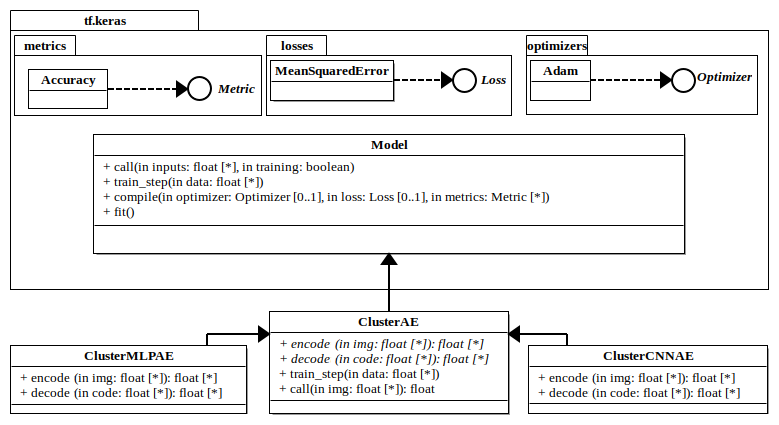 tf.keras
metrics
losses
optimizers
Accuracy
Metric
MeanSquaredError
Loss
Adam
Optimizer
Model
+ call(in inputs: float [*], in training: boolean)
+ train_step(in data: float [*])
+ compile(in optimizer: Optimizer [0..1], in loss: Loss [0..1], in metrics: Metric [*])
+ fit()
ClusterAE
+ encode (in img: float [*]): float [*]
+ decode (in code: float [*]): float [*]
+ train_step(in data: float [*])
+ call(in img: float [*]): float
ClusterMLPAE
+ encode (in img: float [*]): float [*]
+ decode (in code: float [*]): float [*]
ClusterCNNAE
+ encode (in img: float [*]): float [*]
+ decode (in code: float [*]): float [*]